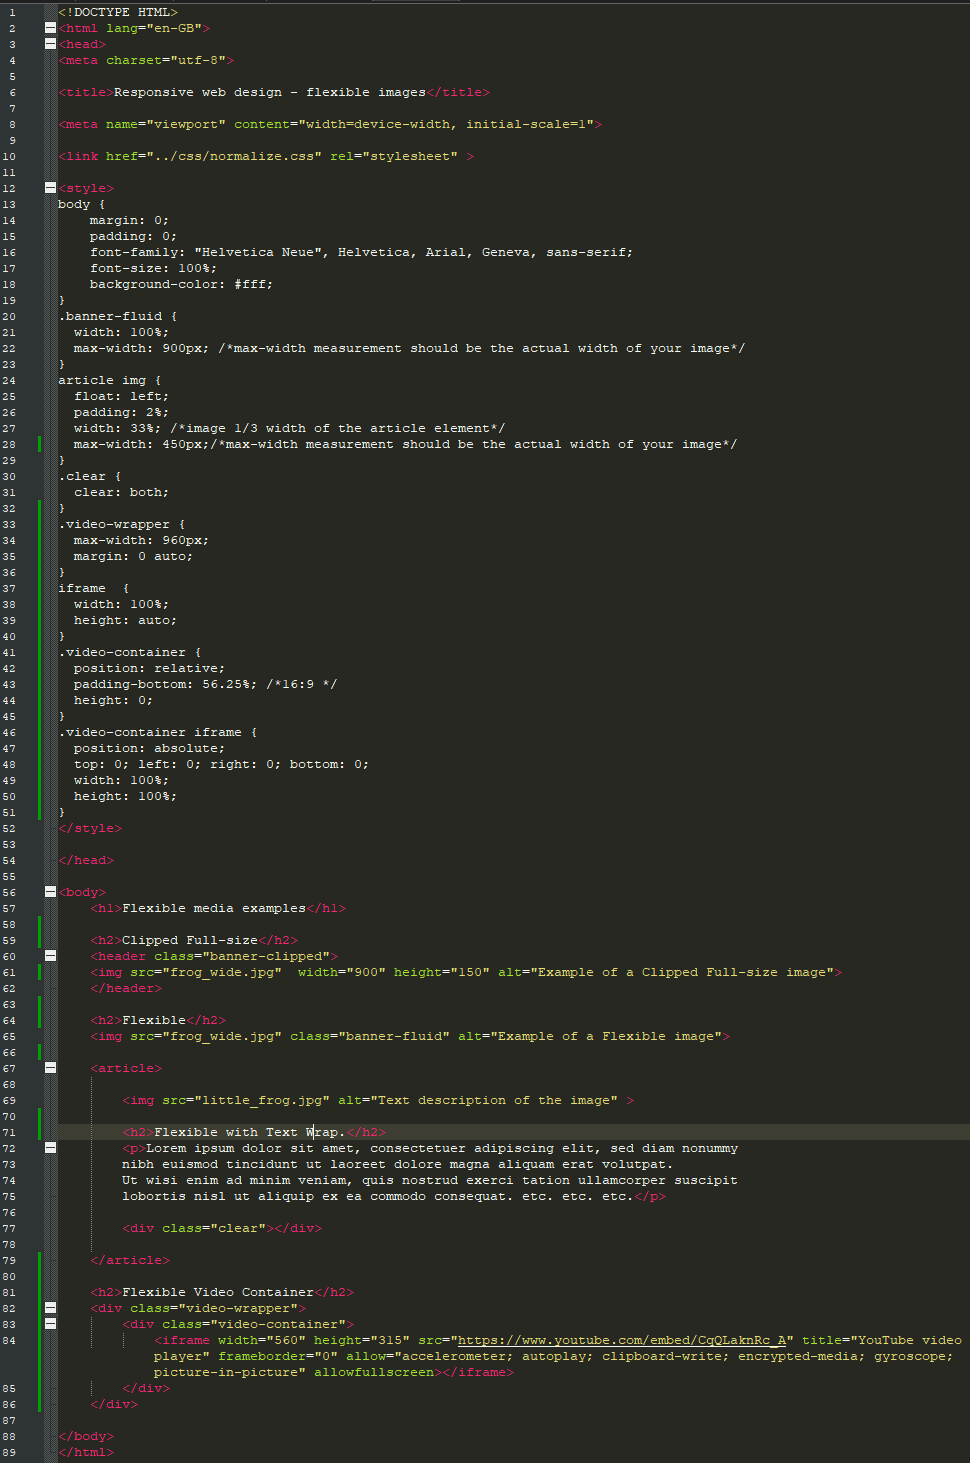 1 <!DOCTYPE HTML>
2 <html lang="en-GB">
3 <head>
4 <meta charset="utf-8">
5
6 <title>Responsive web design - flexible images</title>
7
8 <meta name="viewport" content="width=device-width, initial-scale=1">
9
10 <link href="../css/normalize.css" rel="stylesheet" >
11
12 <style>
13 body {
14     margin: 0;
15     padding: 0;
16     font-family: "Helvetica Neue", Helvetica, Arial, Geneva, sans-serif;
17     font-size: 100%;
18     background-color: #fff;
19 }
20 .banner-fluid {
21   width: 100%;
22   max-width: 900px; /*max-width measurement should be the actual width of your image*/
23 }
24 article img {
25   float: left;
26   padding: 2%;
27   width: 33%; /*image 1/3 width of the article element*/
28   max-width: 450px;/*max-width measurement should be the actual width of your image*/
29 }
30 .clear {
31   clear: both;
32 }
33 .video-wrapper {
34   max-width: 960px;
35   margin: 0 auto;
36 }
37 iframe  {
38   width: 100%;
39   height: auto;
40 }
41 .video-container {
42   position: relative;
43   padding-bottom: 56.25%; /*16:9 */
44   height: 0;
45 }
46 .video-container iframe {
47   position: absolute;
48   top: 0; left: 0; right: 0; bottom: 0;
49   width: 100%;
50   height: 100%;
51 }
52 </style>
53
54 </head>
55
56 <body>
57     <h1>Flexible media examples</h1>
58
59     <h2>Clipped Full-size</h2>
60     <header class="banner-clipped">
61     <img src="frog_wide.jpg"  width="900" height="150" alt="Example of a Clipped Full-size image">
62     </header>
63
64     <h2>Flexible</h2>
65     <img src="frog_wide.jpg" class="banner-fluid" alt="Example of a Flexible image">
66
67     <article>
68
69         <img src="little_frog.jpg" alt="Text description of the image" >
70
71         <h2>Flexible with Text Wrap.</h2>
72         <p>Lorem ipsum dolor sit amet, consectetuer adipiscing elit, sed diam nonummy
73         nibh euismod tincidunt ut laoreet dolore magna aliquam erat volutpat.
74         Ut wisi enim ad minim veniam, quis nostrud exerci tation ullamcorper suscipit
75         lobortis nisl ut aliquip ex ea commodo consequat. etc. etc. etc.</p>
76
77         <div class="clear"></div>
78
79     </article>
80
81     <h2>Flexible Video Container</h2>
82     <div class="video-wrapper">
83         <div class="video-container">
84             <iframe width="560" height="315" src="https://www.youtube.com/embed/CqQLaknRc_A" title="YouTube video
            player" frameborder="0" allow="accelerometer; autoplay; clipboard-write; encrypted-media; gyroscope;
            picture-in-picture" allowfullscreen></iframe>
85         </div>
86     </div>
87
88 </body>
89 </html>